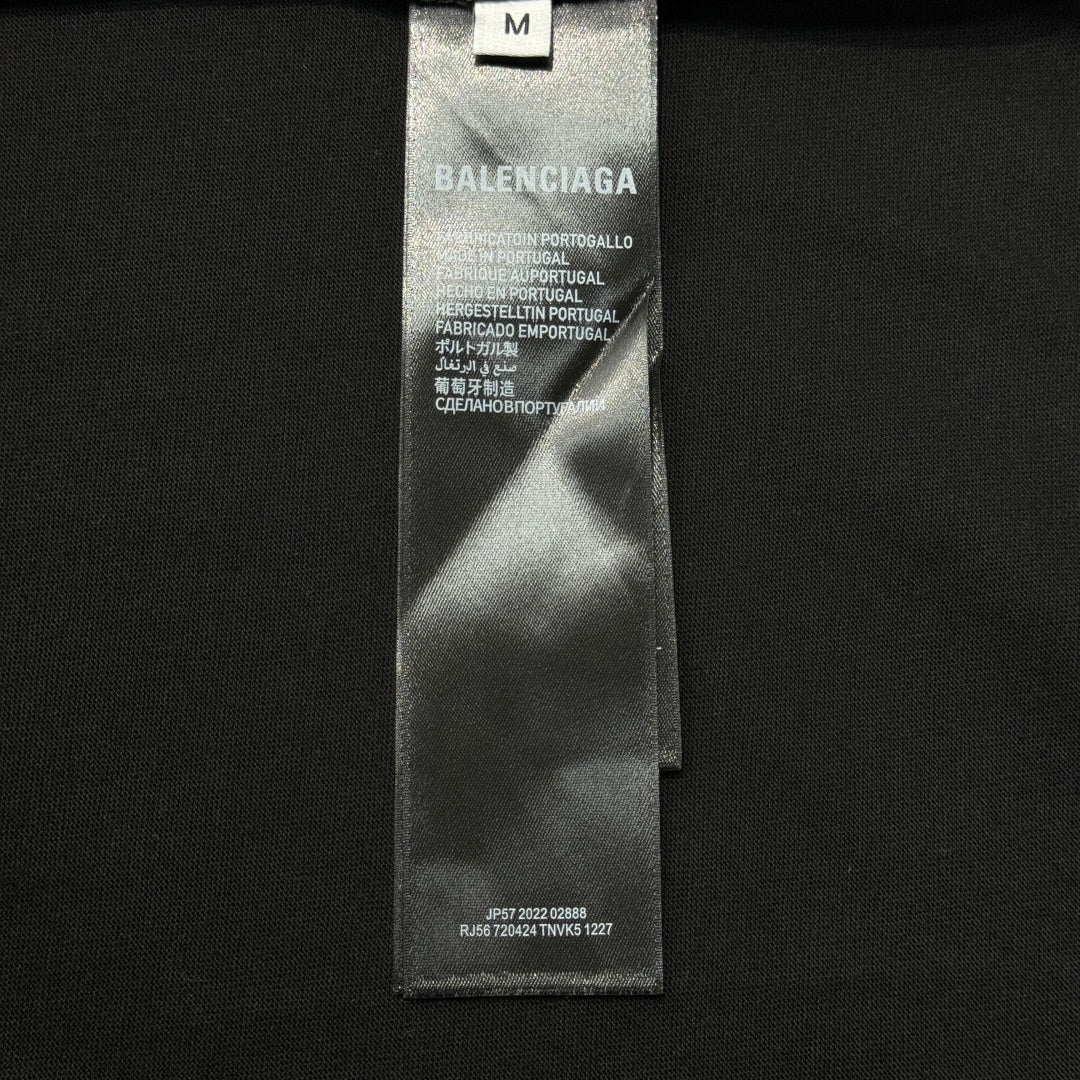 M
BALENCIAGA
FABBRICATOIN PORTOGALLO
MADE IN PORTUGAL
FABRIQUE AUPORTUGAL
HECHO EN PORTUGAL
HERGESTELLTIN PORTUGAL
FABRICADO EMPORTUGAL
ポルトガル製
صنع في البرتغال
葡萄牙制造
СДЕЛАНОВПОРТУГАЛИИ
JP57 2022 02888
RJ56 720424 TNVK5 1227